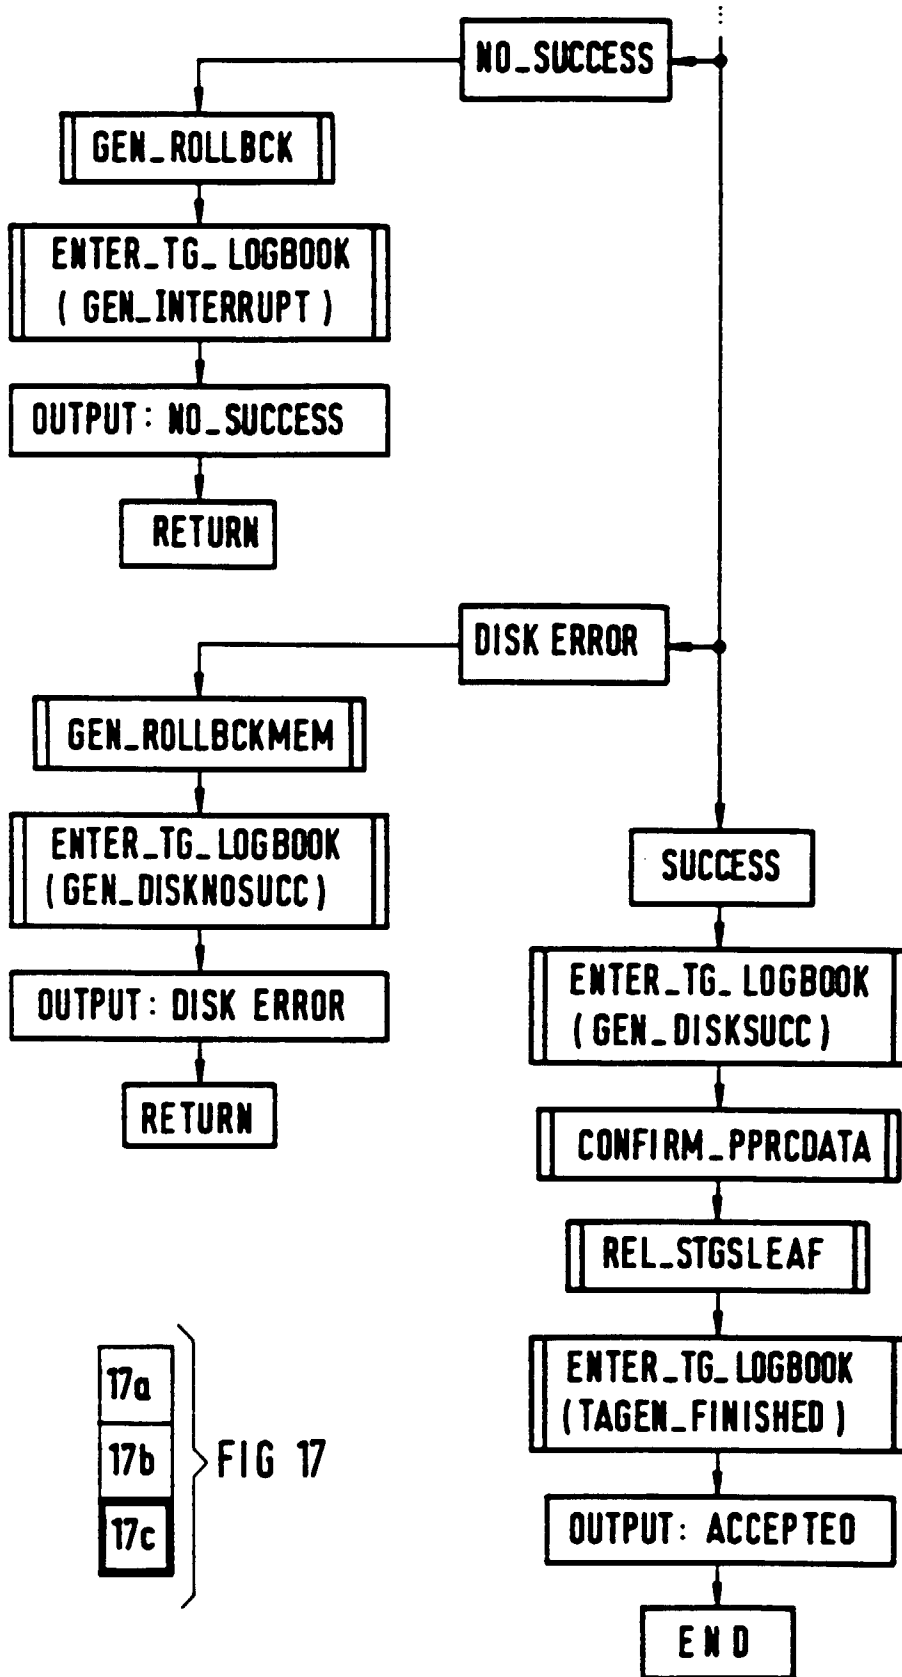 NO_SUCCESS
GEN_ROLLBCK
ENTER_TG_LOGBOOK
(GEN_INTERRUPT)
OUTPUT: NO_SUCCESS
RETURN
DISK ERROR
GEN_ROLLBCKMEM
ENTER_TG_LOGBOOK
(GEN_DISKNOSUCC)
OUTPUT: DISK ERROR
RETURN
SUCCESS
ENTER_TG_LOGBOOK
(GEN_DISKSUCC)
CONFIRM_PPRCDATA
REL_STGSLEAF
ENTER_TG_LOGBOOK
(TAGEN_FINISHED)
OUTPUT: ACCEPTED
END
17a
17b
17c
FIG 17